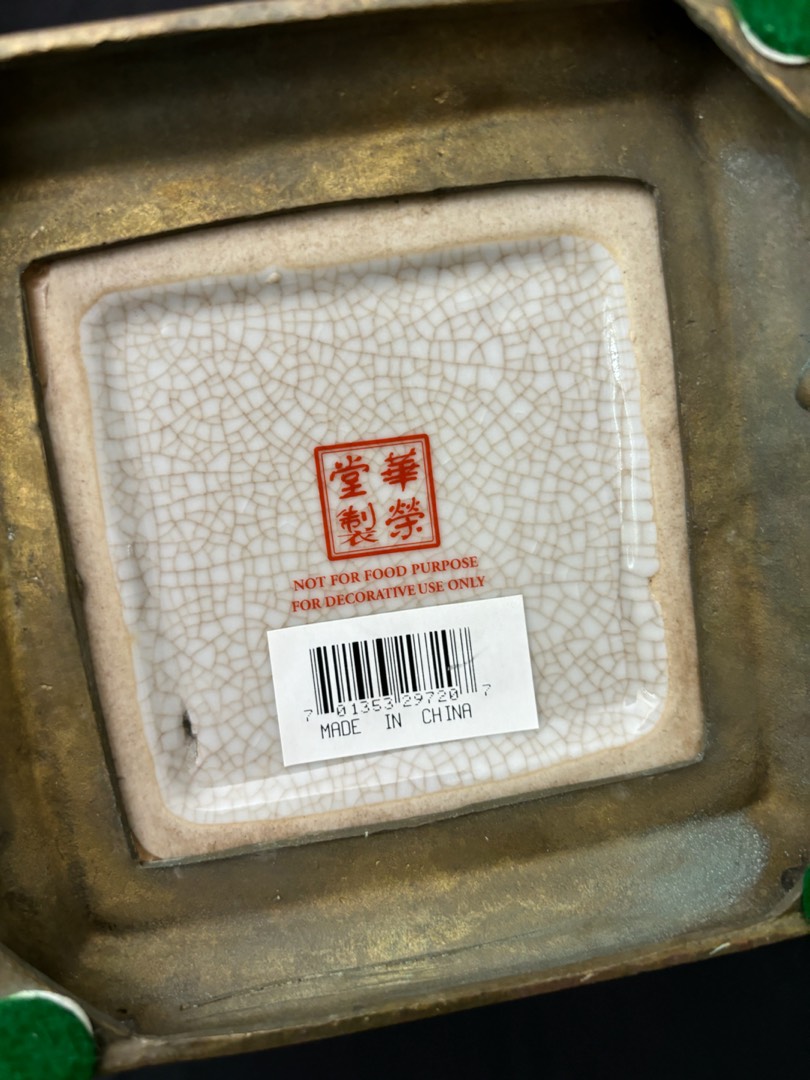 華榮
堂製
NOT FOR FOOD PURPOSE
FOR DECORATIVE USE ONLY
7 01353 29720 7
MADE IN CHINA